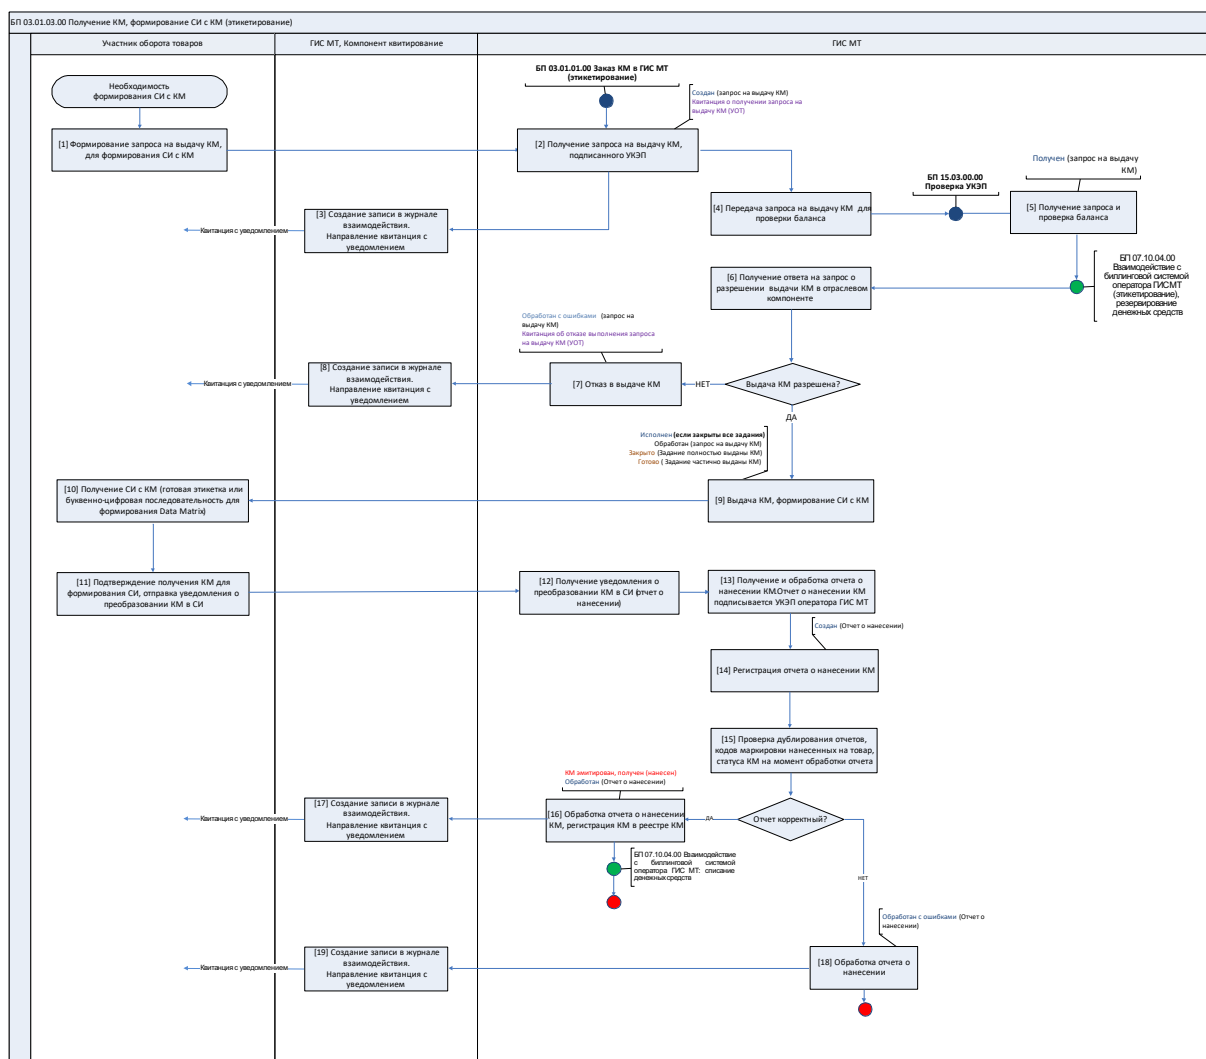 БП 03.01.03.00 Получение КМ, формирование СИ с КМ (этикетирование)
Участник оборота товаров
ГИС МТ, Компонент квитирование
ГИС МТ
Необходимость
формирования СИ с КМ
БП 03.01.01.00 Заказ КМ в ГИС МТ
(этикетирование)
Создан (запрос на выдачу КМ)
Квитанция о получении запроса на
выдачу КМ (УОТ)
[1] Формирование запроса на выдачу КМ,
для формирования СИ с КМ
[2] Получение запроса на выдачу КМ,
подписанного УКЭП
Получен (запрос на выдачу
КМ)
БП 15.03.00.00
Проверка УКЭП
[3] Создание записи в журнале
взаимодействия.
Направление квитанция с
уведомлением
Квитанция с уведомлением
[4] Передача запроса на выдачу КМ для
проверки баланса
[5] Получение запроса и
проверка баланса
[6] Получение ответа на запрос о
разрешении выдачи КМ в отраслевом
компоненте
БП 07.10.04.00
Взаимодействие с
биллинговой системой
оператора ГИС МТ
(этикетирование),
резервирование
денежных средств
Обработан с ошибками (запрос на
выдачу КМ)
Квитанция об отказе выполнения запроса
на выдачу КМ (УОТ)
[8] Создание записи в журнале
взаимодействия.
Направление квитанция с
уведомлением
Квитанция с уведомлением
[7] Отказ в выдаче КМ
НЕТ
Выдача КМ разрешена?
ДА
Исполнен (если закрыты все задания)
Обработан (запрос на выдачу КМ)
Закрыто (Задание полностью выданы КМ)
Готово ( Задание частично выданы КМ)
[10] Получение СИ с КМ (готовая этикетка или
буквенно-цифровая последовательность для
формирования Data Matrix)
[9] Выдача КМ, формирование СИ с КМ
[11] Подтверждение получения КМ для
формирования СИ, отправка уведомления о
преобразовании КМ в СИ
[12] Получение уведомления о
преобразовании КМ в СИ (отчет о
нанесении)
[13] Получение и обработка отчета о
нанесении КМ.Отчет о нанесении КМ
подписывается УКЭП оператора ГИС МТ
Создан (Отчет о нанесении)
[14] Регистрация отчета о нанесении КМ
[15] Проверка дублирования отчетов,
кодов маркировки нанесенных на товар,
статуса КМ на момент обработки отчета
КМ эмитирован, получен (нанесен)
Обработан (Отчет о нанесении)
[17] Создание записи в журнале
взаимодействия.
Направление квитанция с
уведомлением
Квитанция с уведомлением
[16] Обработка отчета о нанесении
КМ, регистрация КМ в реестре КМ
ДА
Отчет корректный?
БП 07.10.04.00 Взаимодействие
с биллинговой системой
оператора ГИС МТ: списание
денежных средств
НЕТ
Обработан с ошибками (Отчет о
нанесении)
[19] Создание записи в журнале
взаимодействия.
Направление квитанция с
уведомлением
Квитанция с уведомлением
[18] Обработка отчета о
нанесении